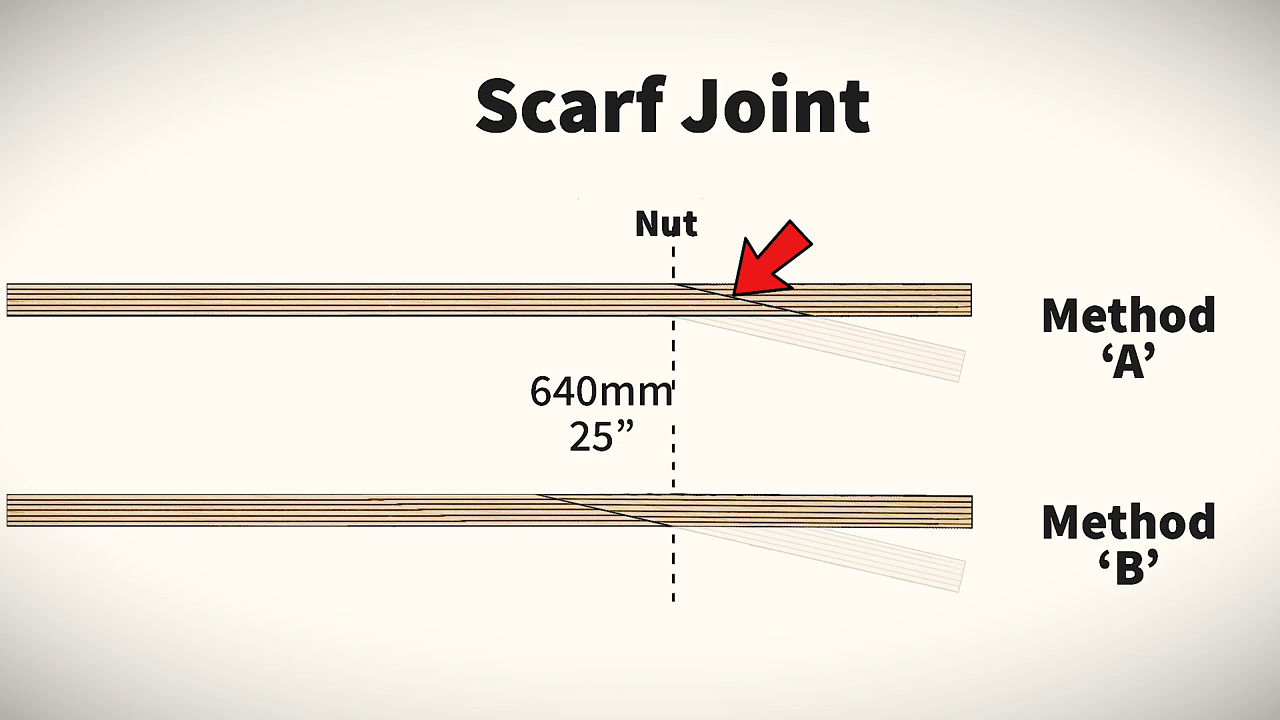 Scarf Joint
Nut
Method
‘A’
640mm
25”
Method
‘B’